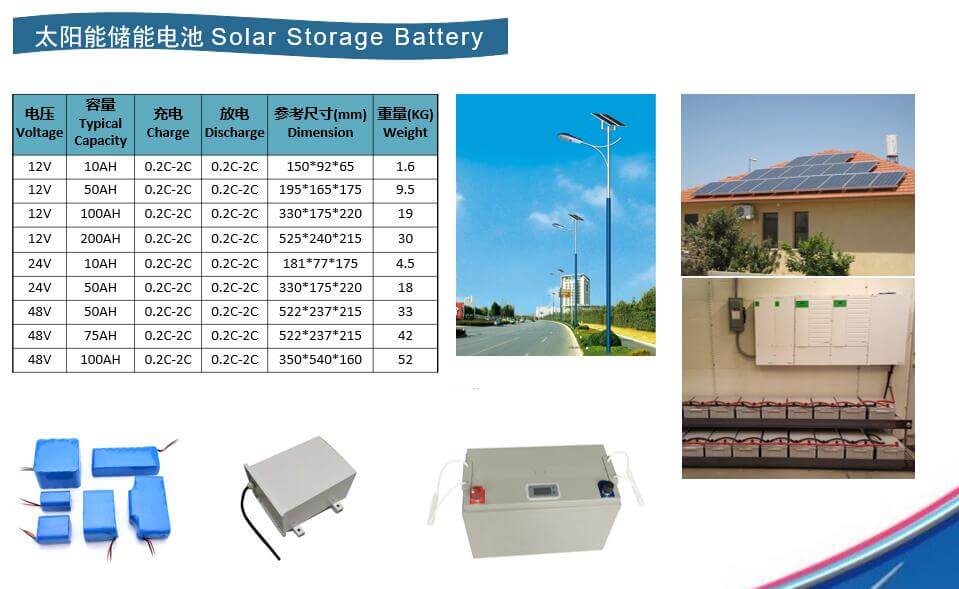 太阳能储能电池 Solar Storage Battery
电压 Voltage 容量 Typical Capacity 充电 Charge 放电 Discharge 参考尺寸(mm) Dimension 重量(KG) Weight
12V 10AH 0.2C-2C 0.2C-2C 150*92*65 1.6
12V 50AH 0.2C-2C 0.2C-2C 195*165*175 9.5
12V 100AH 0.2C-2C 0.2C-2C 330*175*220 19
12V 200AH 0.2C-2C 0.2C-2C 525*240*215 30
24V 10AH 0.2C-2C 0.2C-2C 181*77*175 4.5
24V 50AH 0.2C-2C 0.2C-2C 330*175*220 18
48V 50AH 0.2C-2C 0.2C-2C 522*237*215 33
48V 75AH 0.2C-2C 0.2C-2C 522*237*215 42
48V 100AH 0.2C-2C 0.2C-2C 350*540*160 52